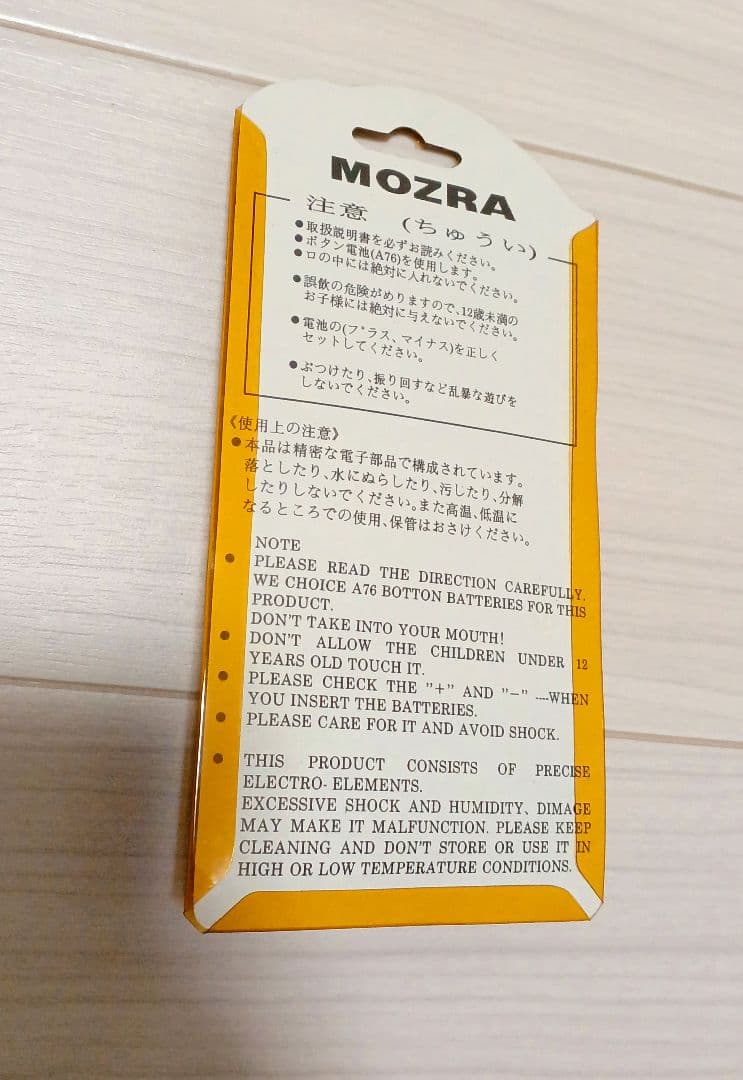 MOZRA
注意 (ちゅうい)
●取扱説明書を必ずお読みください。
●ボタン電池(A76)を使用します。
●ロの中には絶対に入れないでください。
●誤飲の危険がめりますので、12歳未満の
お子様には絶対に与えないでください。
●電池の(プラス、マイナス)を正しく
セットしてください。
●ぶつけたり、振り回すなど乱暴な遊びを
しないでください。
《使用上の注意》
●本品は精密な電子部品で構成されています。
落としたり、水にぬらしたり、汚したり、分解
したりしないでください。また高温、低温に
なるところでの使用、保管はおさけください。
NOTE
● PLEASE READ THE DIRECTION CAREFULLY.
WE CHOICE A76 BOTTON BATTERIES FOR THIS
PRODUCT.
DON'T TAKE INTO YOUR MOUTH!
● DON'T ALLOW THE CHILDREN UNDER 12
YEARS OLD TOUCH IT.
● PLEASE CHECK THE "+" AND "−" ----WHEN
YOU INSERT THE BATTERIES.
● PLEASE CARE FOR IT AND AVOID SHOCK.
● THIS PRODUCT CONSISTS OF PRECISE
ELECTRO- ELEMENTS.
EXCESSIVE SHOCK AND HUMIDITY、DIMAGE
MAY MAKE IT MALFUNCTION. PLEASE KEEP
CLEANING AND DON'T STORE OR USE IT IN
HIGH OR LOW TEMPERATURE CONDITIONS.